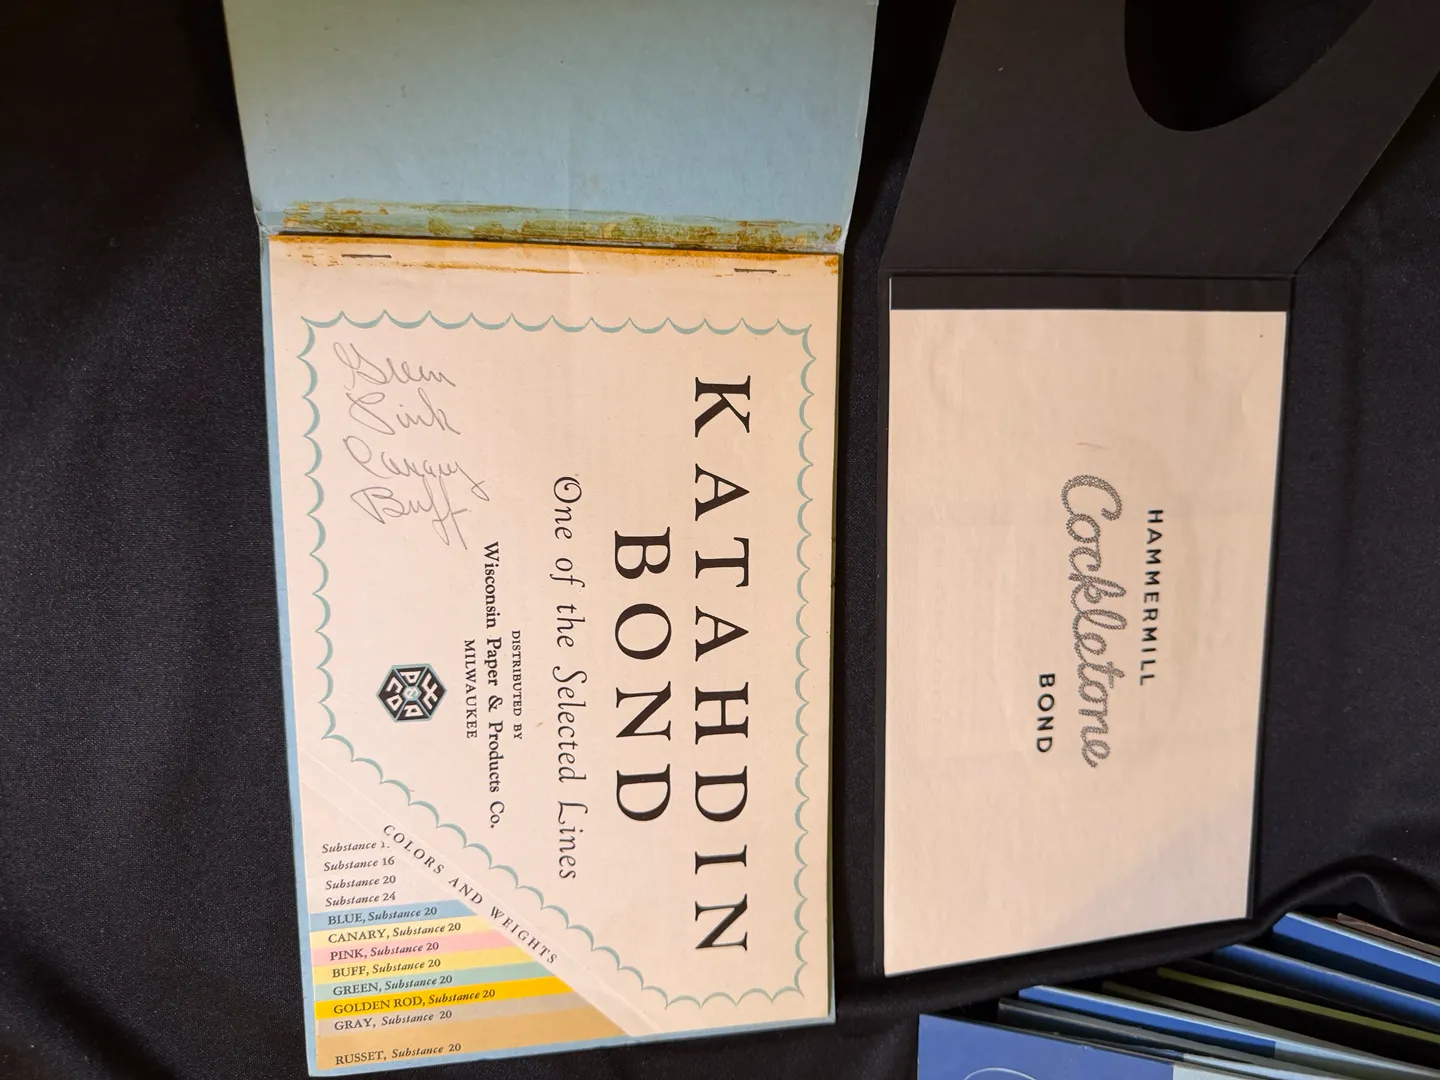 HAMMERMILL
Cockletone
BOND
KATAHDIN
BOND
One of the Selected Lines
DISTRIBUTED BY
Wisconsin Paper & Products Co.
MILWAUKEE
Green
Pink
Canary
Buff
COLORS AND WEIGHTS
Substance
Substance 16
Substance 20
Substance 24
BLUE, Substance 20
CANARY, Substance 20
PINK, Substance 20
BUFF, Substance 20
GREEN, Substance 20
GOLDEN ROD, Substance 20
GRAY, Substance 20
RUSSET, Substance 20